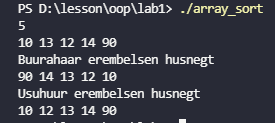 PS D:\lesson\oop\lab1> ./array_sort
5
10 13 12 14 90
Buurahaar erembelsen husnegt
90 14 13 12 10
Usuhuur erembelsen husnegt
10 12 13 14 90